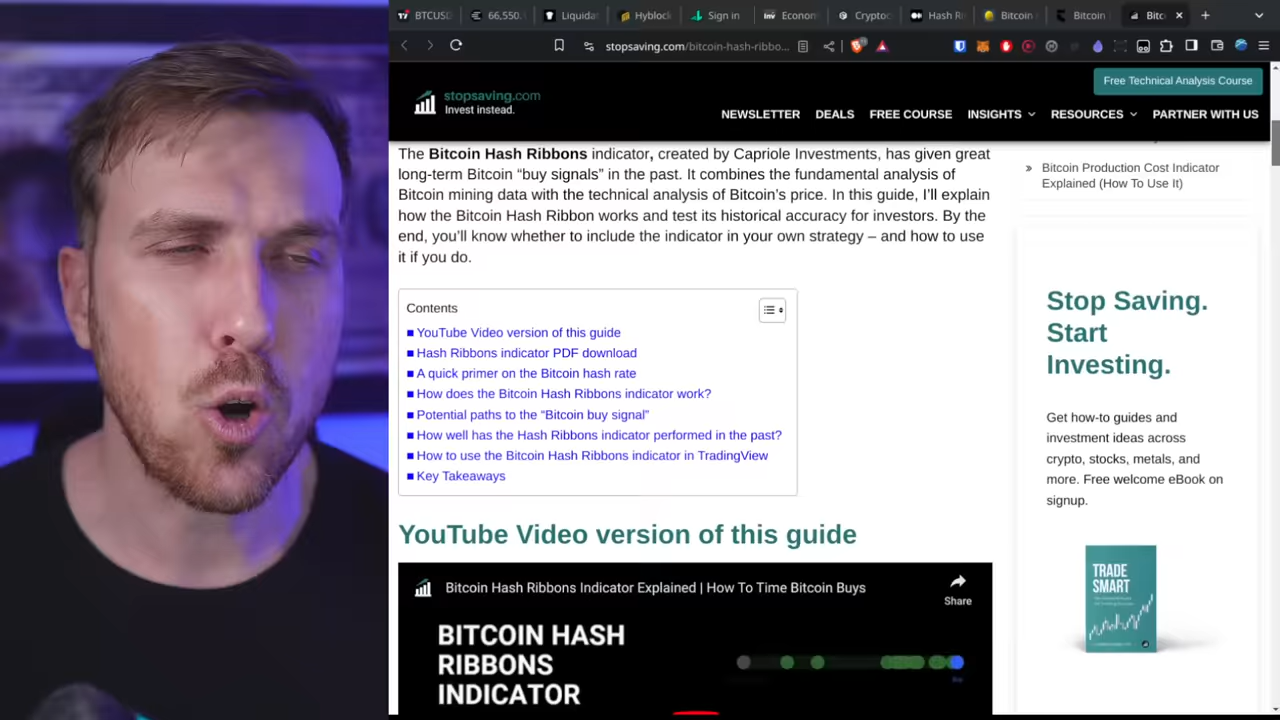 BTCUSD
66,550.
Liquidat
Hyblock
Sign in
Econom
Cryptoc
Hash Ri
Bitcoin
Bitcoin
Bitc
stopsaving.com/bitcoin-hash-ribbo...
Free Technical Analysis Course
stopsaving.com
Invest instead.
NEWSLETTER DEALS FREE COURSE INSIGHTS RESOURCES PARTNER WITH US
The Bitcoin Hash Ribbons indicator, created by Capriole Investments, has given great
long-term Bitcoin “buy signals” in the past. It combines the fundamental analysis of
Bitcoin mining data with the technical analysis of Bitcoin’s price. In this guide, I’ll explain
how the Bitcoin Hash Ribbon works and test its historical accuracy for investors. By the
end, you’ll know whether to include the indicator in your own strategy – and how to use
it if you do.
Contents
YouTube Video version of this guide
Hash Ribbons indicator PDF download
A quick primer on the Bitcoin hash rate
How does the Bitcoin Hash Ribbons indicator work?
Potential paths to the “Bitcoin buy signal”
How well has the Hash Ribbons indicator performed in the past?
How to use the Bitcoin Hash Ribbons indicator in TradingView
Key Takeaways
YouTube Video version of this guide
Bitcoin Hash Ribbons Indicator Explained | How To Time Bitcoin Buys
Share
BITCOIN HASH
RIBBONS
INDICATOR
Bitcoin Production Cost Indicator
Explained (How To Use It)
Stop Saving.
Start
Investing.
Get how-to guides and
investment ideas across
crypto, stocks, metals, and
more. Free welcome eBook on
signup.
TRADE
SMART